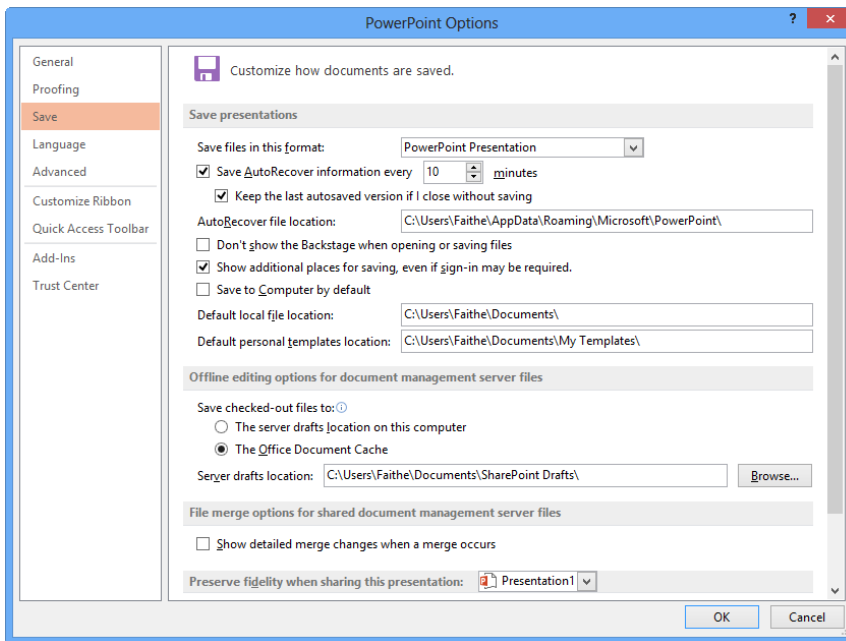 PowerPoint Options
?
General
Proofing
Save
Language
Advanced
Customize Ribbon
Quick Access Toolbar
Add-Ins
Trust Center
Customize how documents are saved.
Save presentations
Save files in this format: PowerPoint Presentation
Save AutoRecover information every 10 minutes
Keep the last autosaved version if I close without saving
AutoRecover file location: C:\Users\Faithe\AppData\Roaming\Microsoft\PowerPoint\
Don't show the Backstage when opening or saving files
Show additional places for saving, even if sign-in may be required.
Save to Computer by default
Default local file location: C:\Users\Faithe\Documents\
Default personal templates location: C:\Users\Faithe\Documents\My Templates\
Offline editing options for document management server files
Save checked-out files to:
The server drafts location on this computer
The Office Document Cache
Server drafts location: C:\Users\Faithe\Documents\SharePoint Drafts\ Browse...
File merge options for shared document management server files
Show detailed merge changes when a merge occurs
Preserve fidelity when sharing this presentation: Presentation1
OK Cancel